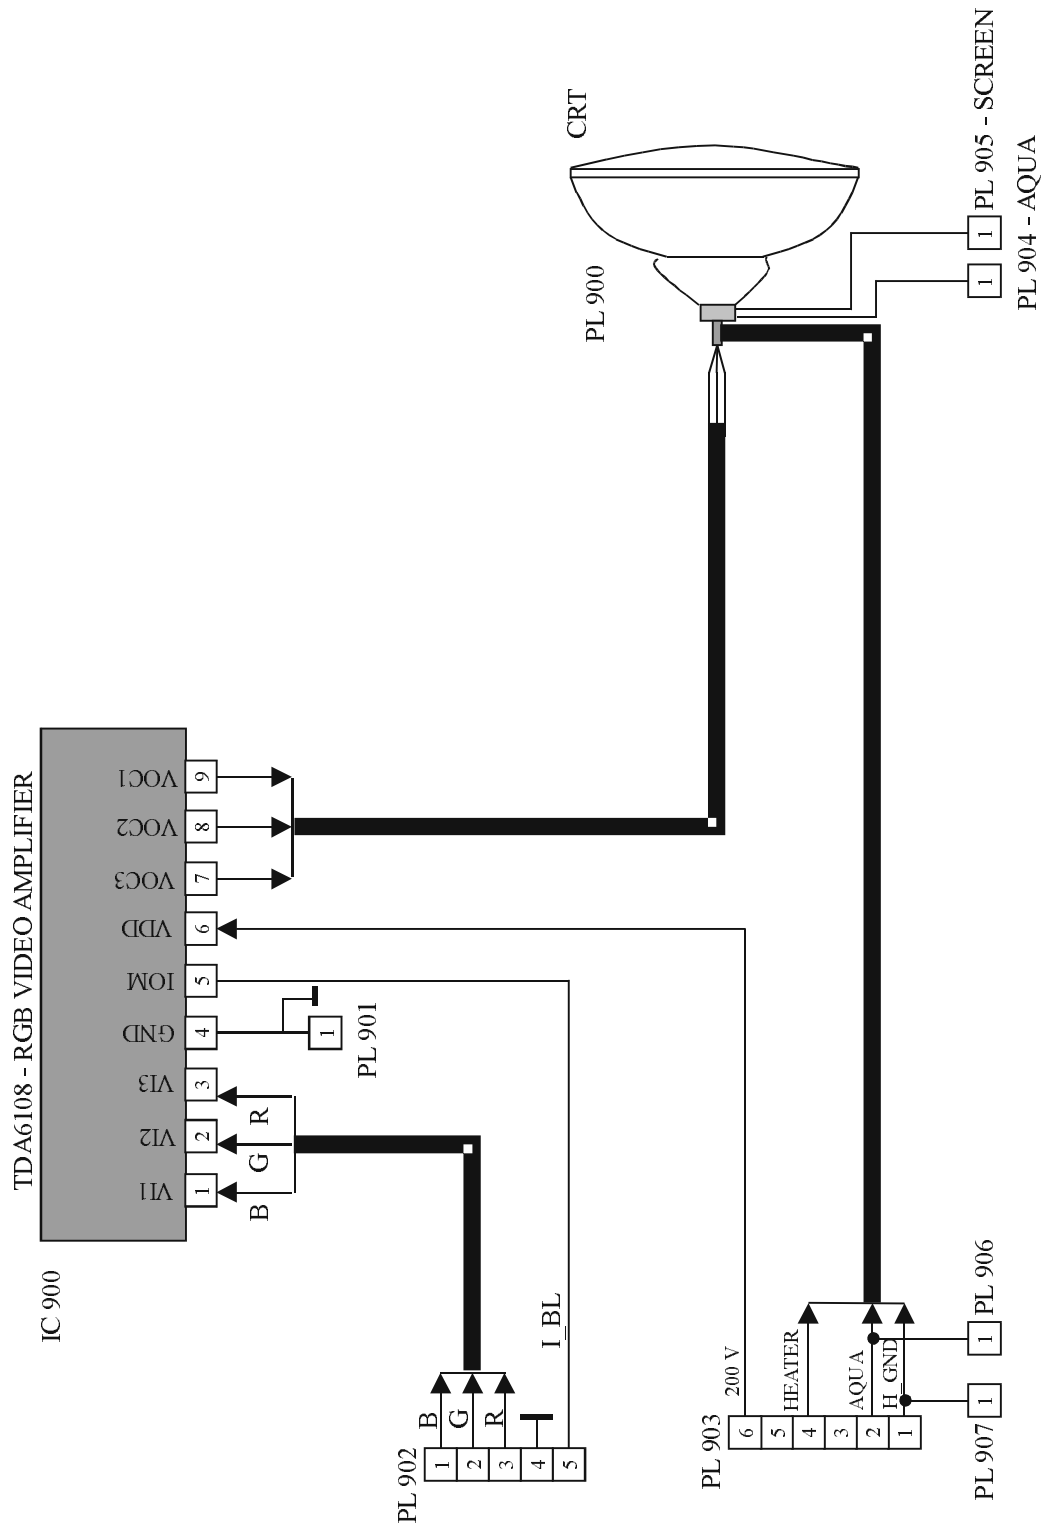 IC 900
TDA6108 - RGB VIDEO AMPLIFIER
VI1
VI2
VI3
GND
IOM
VDD
VOC3
VOC2
VOC1
1
2
3
4
5
6
7
8
9
B
G
R
1
PL 901
PL 902
1
2
3
4
5
B
G
R
I_BL
CRT
PL 900
PL 903
6
5
4
3
2
1
200 V
HEATER
AQUA
H_GND
1
PL 907
1
PL 906
1
PL 904 - AQUA
1
PL 905 - SCREEN